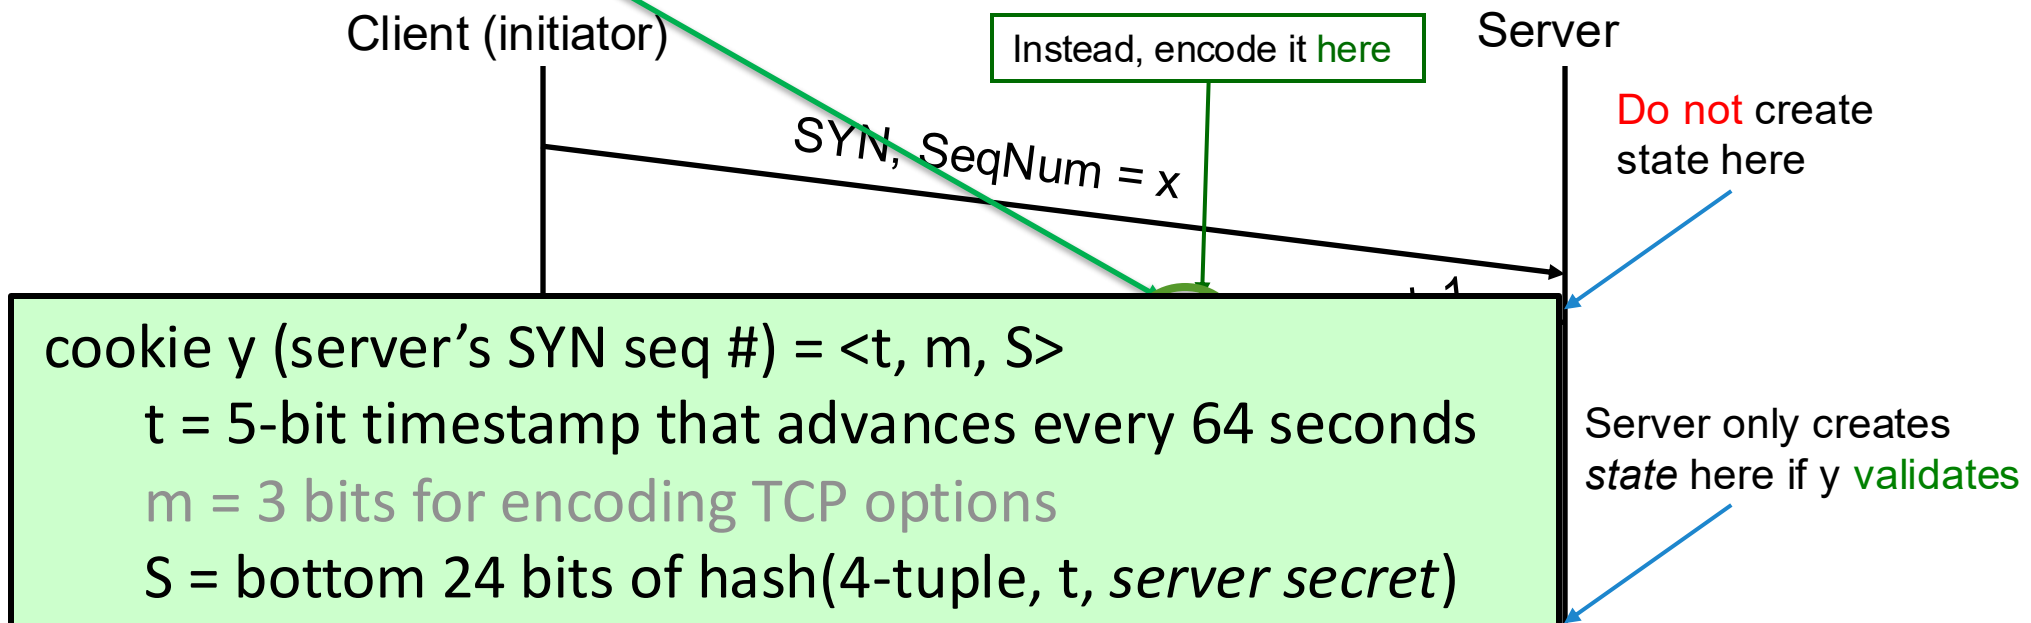 Client (initiator)
Instead, encode it here
Server
Do not create
state here
SYN, SeqNum = x
cookie y (server’s SYN seq #) = <t, m, S>
t = 5-bit timestamp that advances every 64 seconds
m = 3 bits for encoding TCP options
S = bottom 24 bits of hash(4-tuple, t, server secret)
Server only creates
state here if y validates